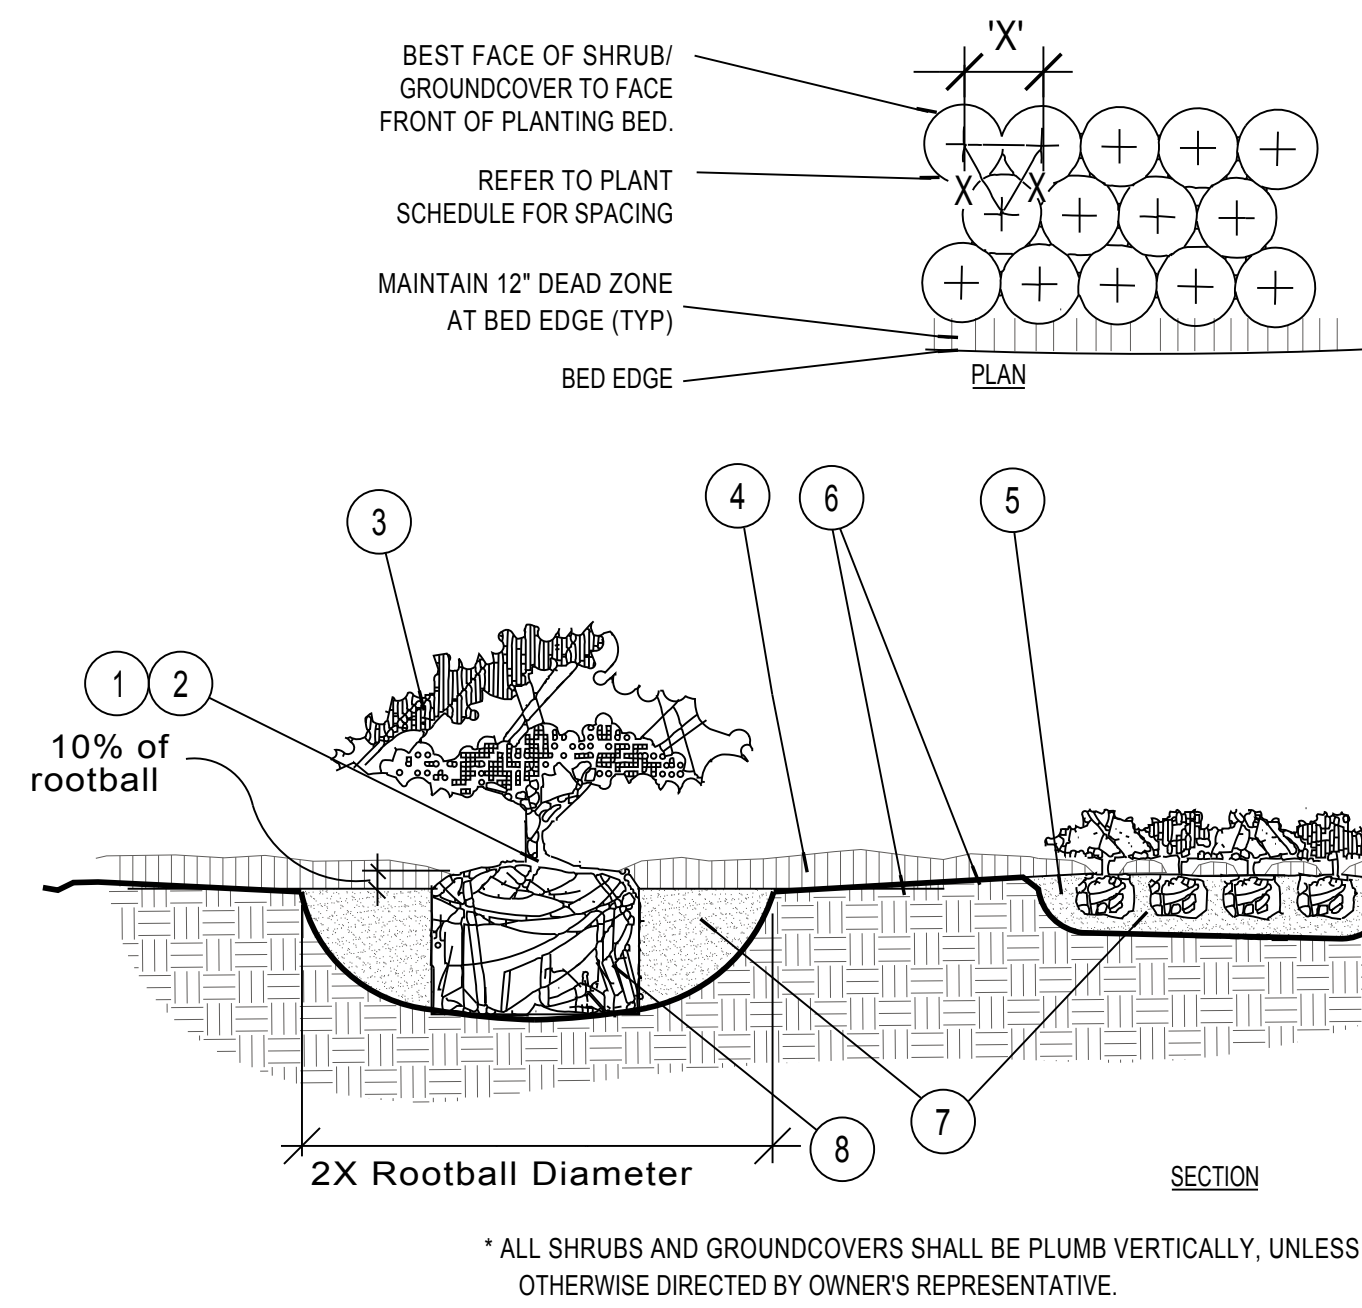 'X'
BEST FACE OF SHRUB/
GROUNDCOVER TO FACE
FRONT OF PLANTING BED.
REFER TO PLANT
SCHEDULE FOR SPACING
X
X
MAINTAIN 12" DEAD ZONE
AT BED EDGE (TYP)
BED EDGE
PLAN
3
4
6
5
1
2
10% of
rootball
7
8
2X Rootball Diameter
SECTION
* ALL SHRUBS AND GROUNDCOVERS SHALL BE PLUMB VERTICALLY, UNLESS
OTHERWISE DIRECTED BY OWNER'S REPRESENTATIVE.